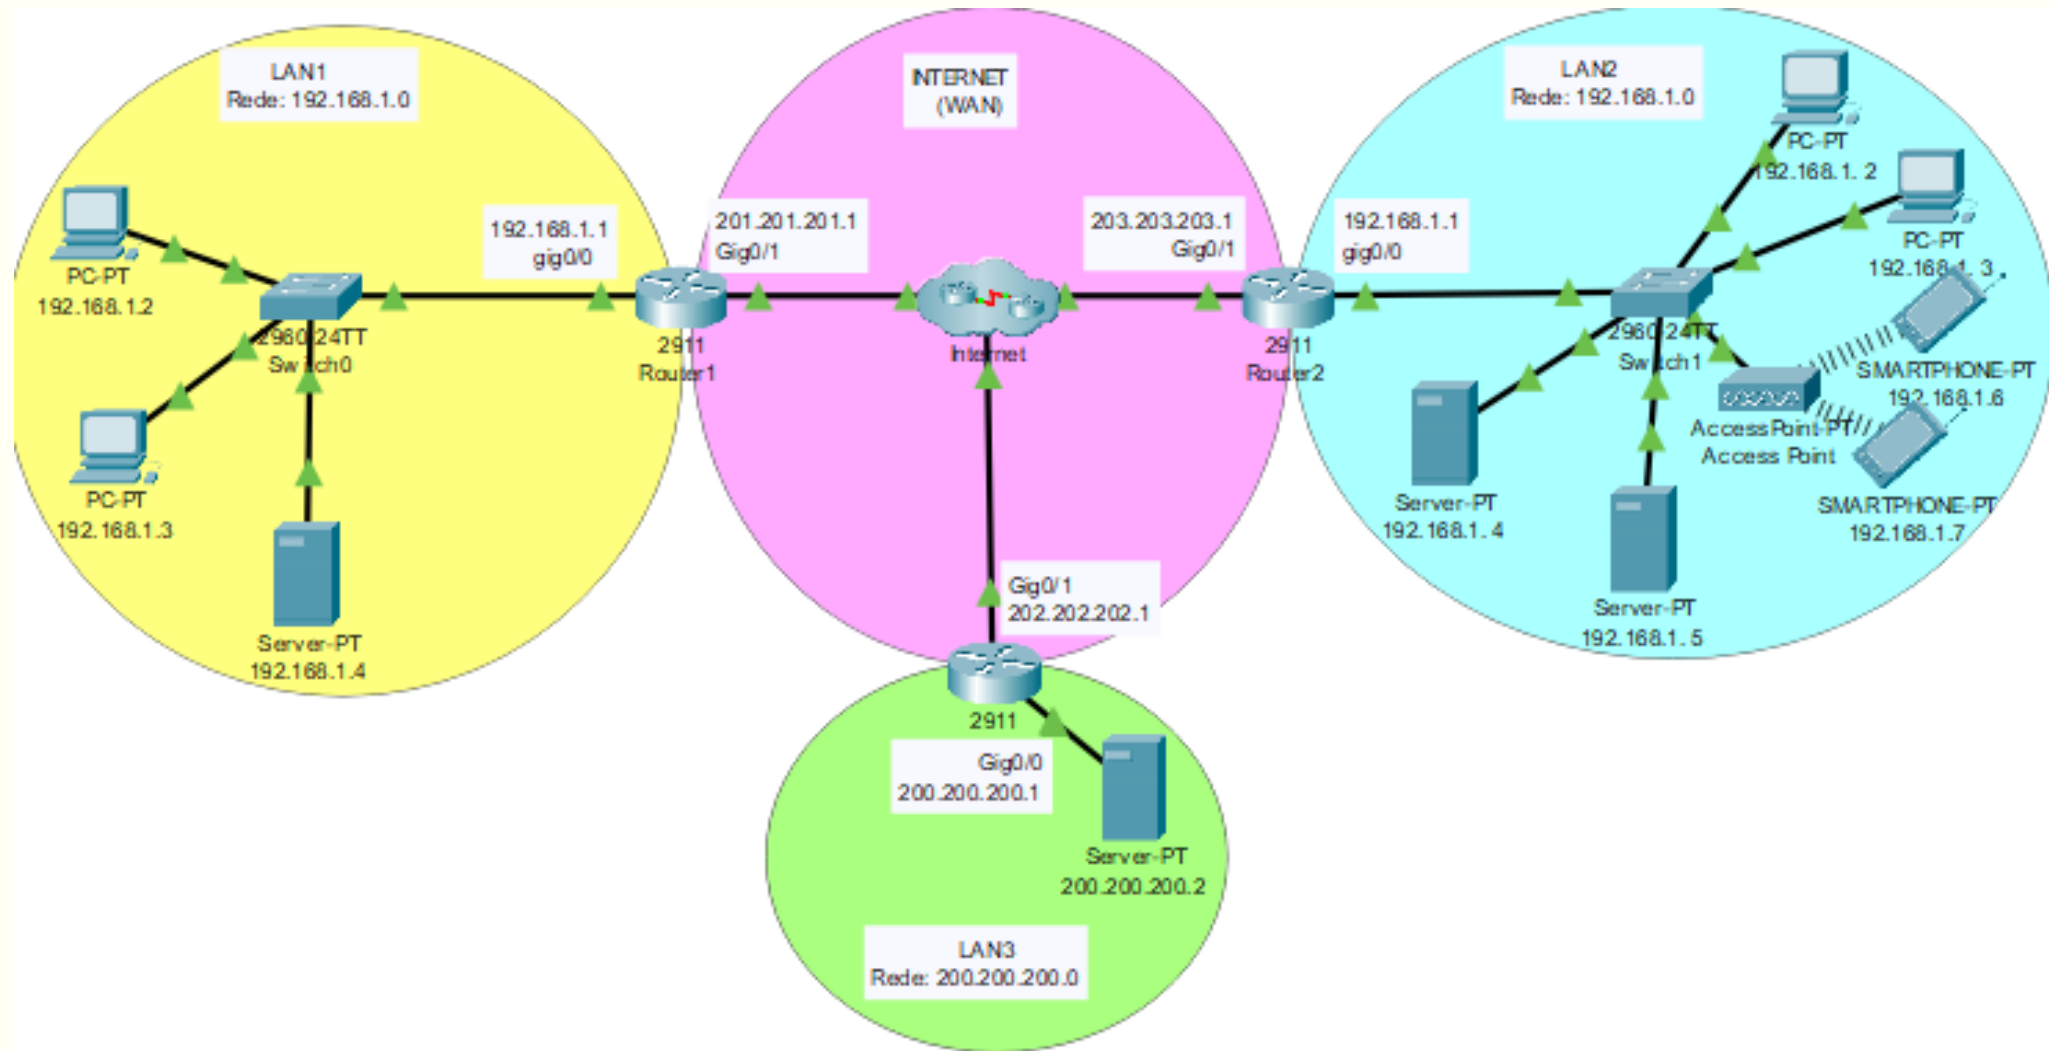 LAN1
Rede: 192.168.1.0
PC-PT
192.168.1.2
2960 24TT
Switch0
PC-PT
192.168.1.3
Server-PT
192.168.1.4
192.168.1.1
gig0/0
2911
Router1
INTERNET
(WAN)
201.201.201.1
Gig0/1
Internet
203.203.203.1
Gig0/1
2911
Router2
Gig0/1
202.202.202.1
2911
Gig0/0
200.200.200.1
Server-PT
200.200.200.2
LAN3
Rede: 200.200.200.0
LAN2
Rede: 192.168.1.0
192.168.1.1
gig0/0
PC-PT
192.168.1. 2
PC-PT
192.168.1. 3
2960 24TT
Switch1
SMARTPHONE-PT
192.168.1.6
AccessPoint-PT
Access Point
SMARTPHONE-PT
192.168.1.7
Server-PT
192.168.1. 4
Server-PT
192.168.1. 5